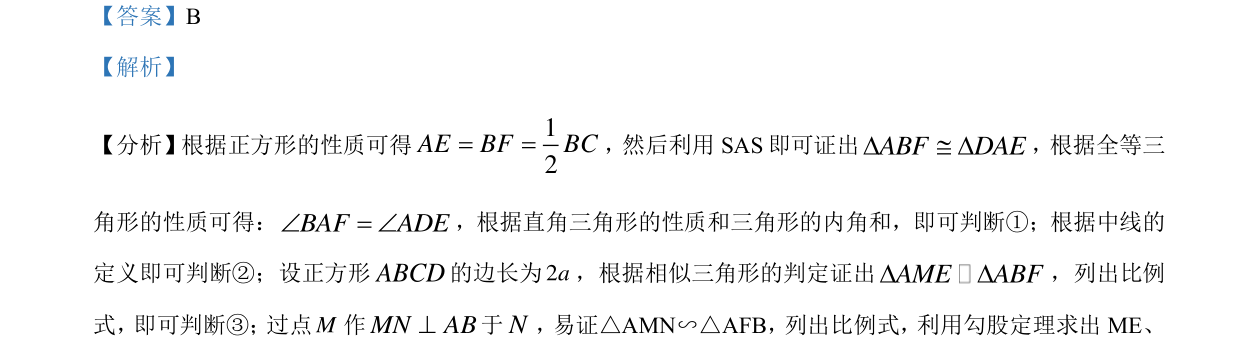 【答案】B
【解析】
【分析】根据正方形的性质可得 AE = BF = 1/2 BC，然后利用 SAS 即可证出 ΔABF ≅ ΔDAE，根据全等三
角形的性质可得：∠BAF = ∠ADE，根据直角三角形的性质和三角形的内角和，即可判断①；根据中线的
定义即可判断②；设正方形 ABCD 的边长为 2a，根据相似三角形的判定证出 ΔAME □ ΔABF，列出比例
式，即可判断③；过点 M 作 MN ⊥ AB 于 N，易证△AMN∽△AFB，列出比例式，利用勾股定理求出 ME、